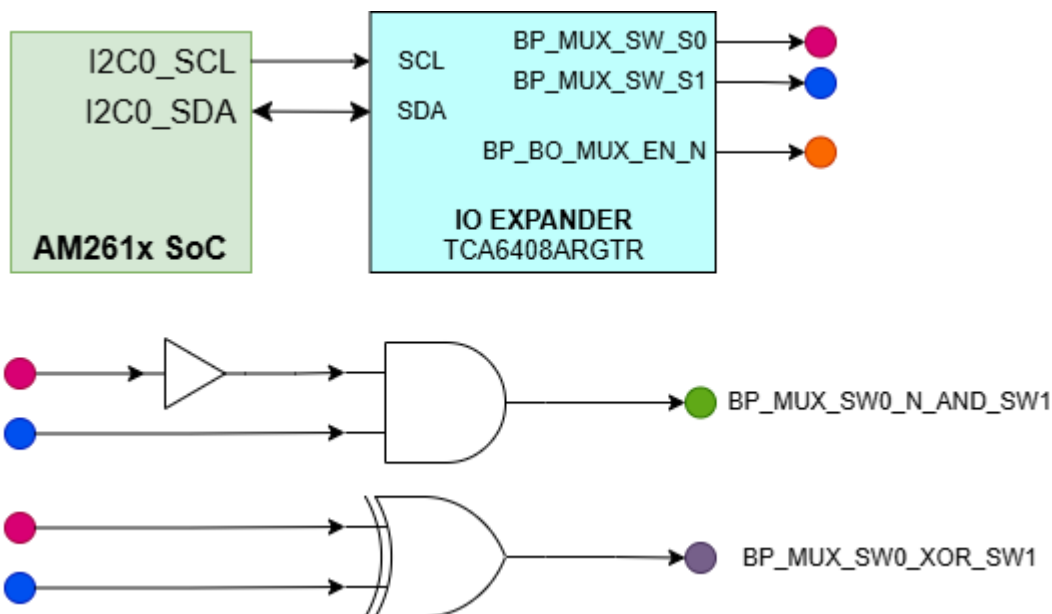 I2C0_SCL
I2C0_SDA
AM261x SoC
SCL
SDA
BP_MUX_SW_S0
BP_MUX_SW_S1
BP_BO_MUX_EN_N
IO EXPANDER
TCA6408ARGTR
BP_MUX_SW0_N_AND_SW1
BP_MUX_SW0_XOR_SW1